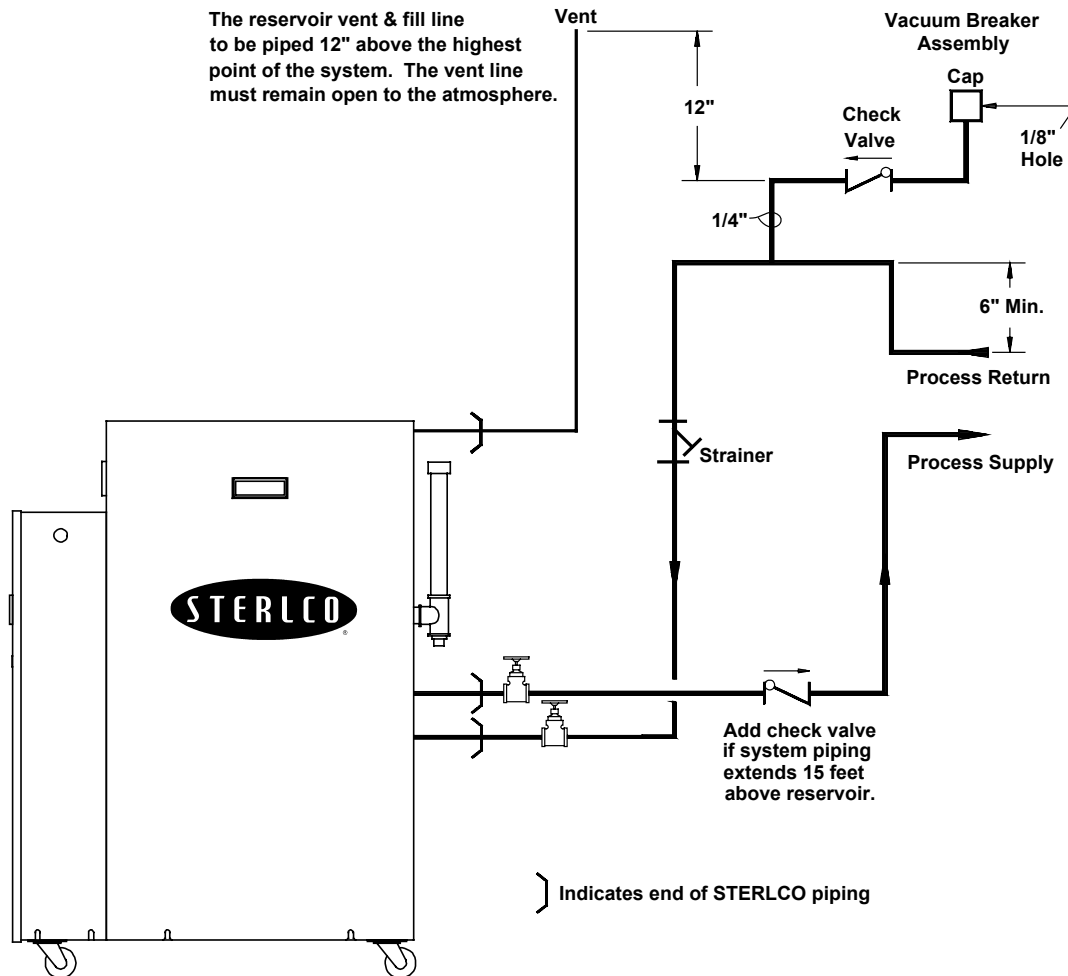 The reservoir vent & fill line
to be piped 12" above the highest
point of the system. The vent line
must remain open to the atmosphere.
Vent
Vacuum Breaker
Assembly
Cap
12"
Check
Valve
1/8"
Hole
1/4"
6" Min.
Process Return
Strainer
Process Supply
STERLCO
®
Add check valve
if system piping
extends 15 feet
above reservoir.
Indicates end of STERLCO piping